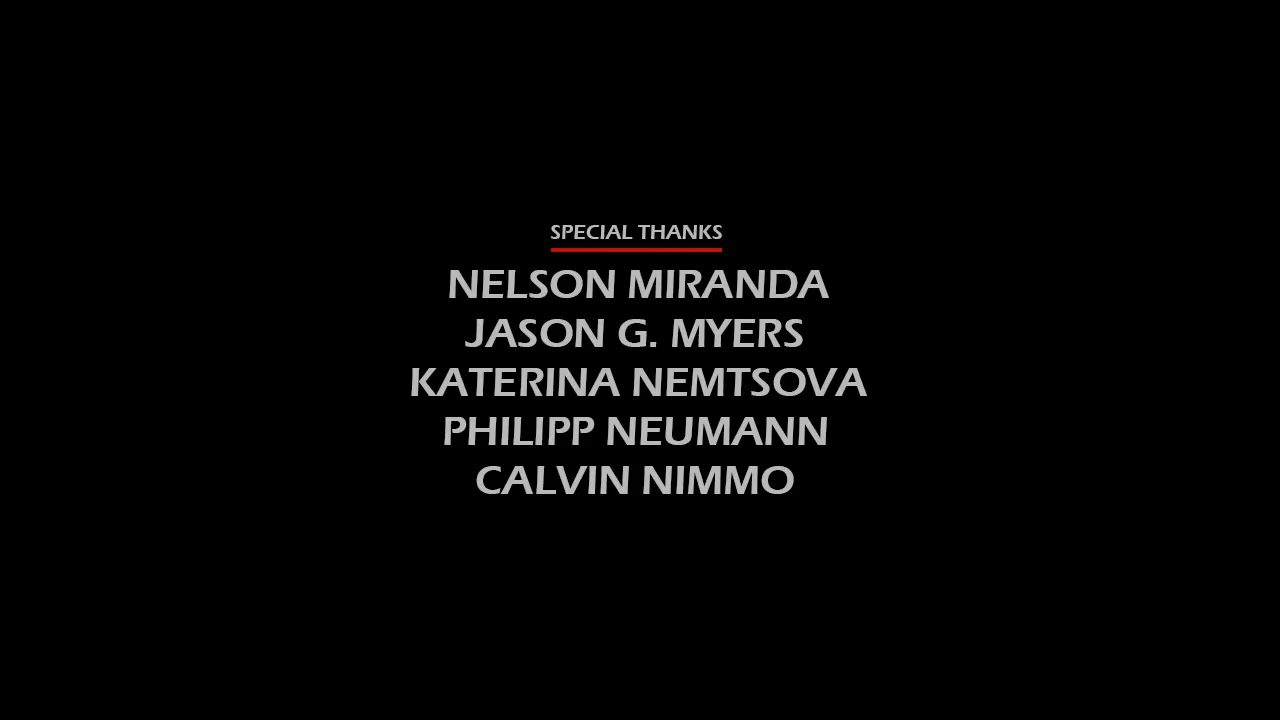 SPECIAL THANKS
NELSON MIRANDA
JASON G. MYERS
KATERINA NEMTSOVA
PHILIPP NEUMANN
CALVIN NIMMO